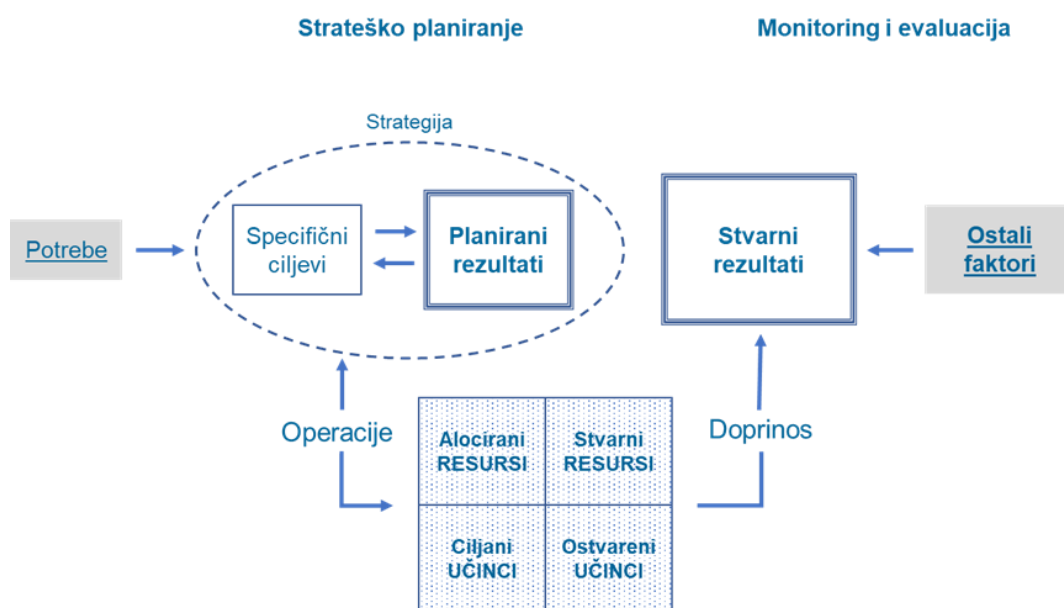 Strateško planiranje
Monitoring i evaluacija
Strategija
Potrebe
Specifični
ciljevi
Planirani
rezultati
Stvarni
rezultati
Ostali
faktori
Operacije
Alocirani
RESURSI
Stvarni
RESURSI
Doprinos
Ciljani
UČINCI
Ostvareni
UČINCI